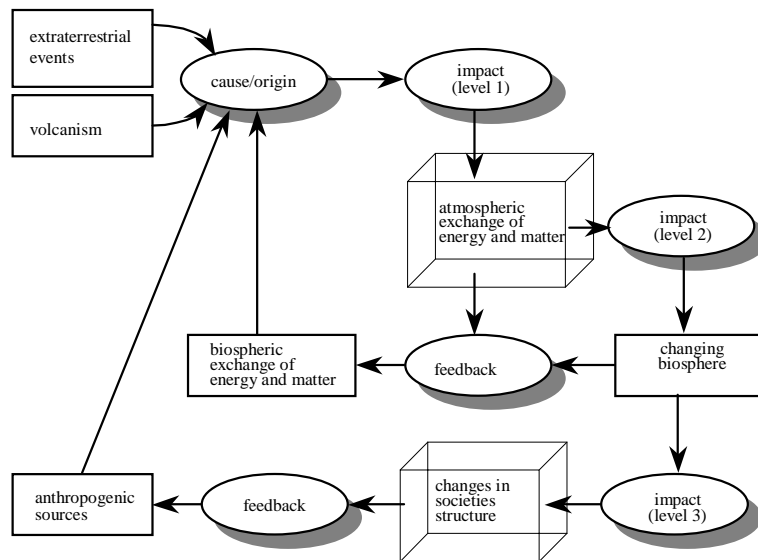 extraterrestrial
events
cause/origin
impact
(level 1)
volcanism
atmospheric
exchange of
energy and matter
impact
(level 2)
biospheric
exchange of
energy and matter
feedback
changing
biosphere
anthropogenic
sources
feedback
changes in
societies
structure
impact
(level 3)